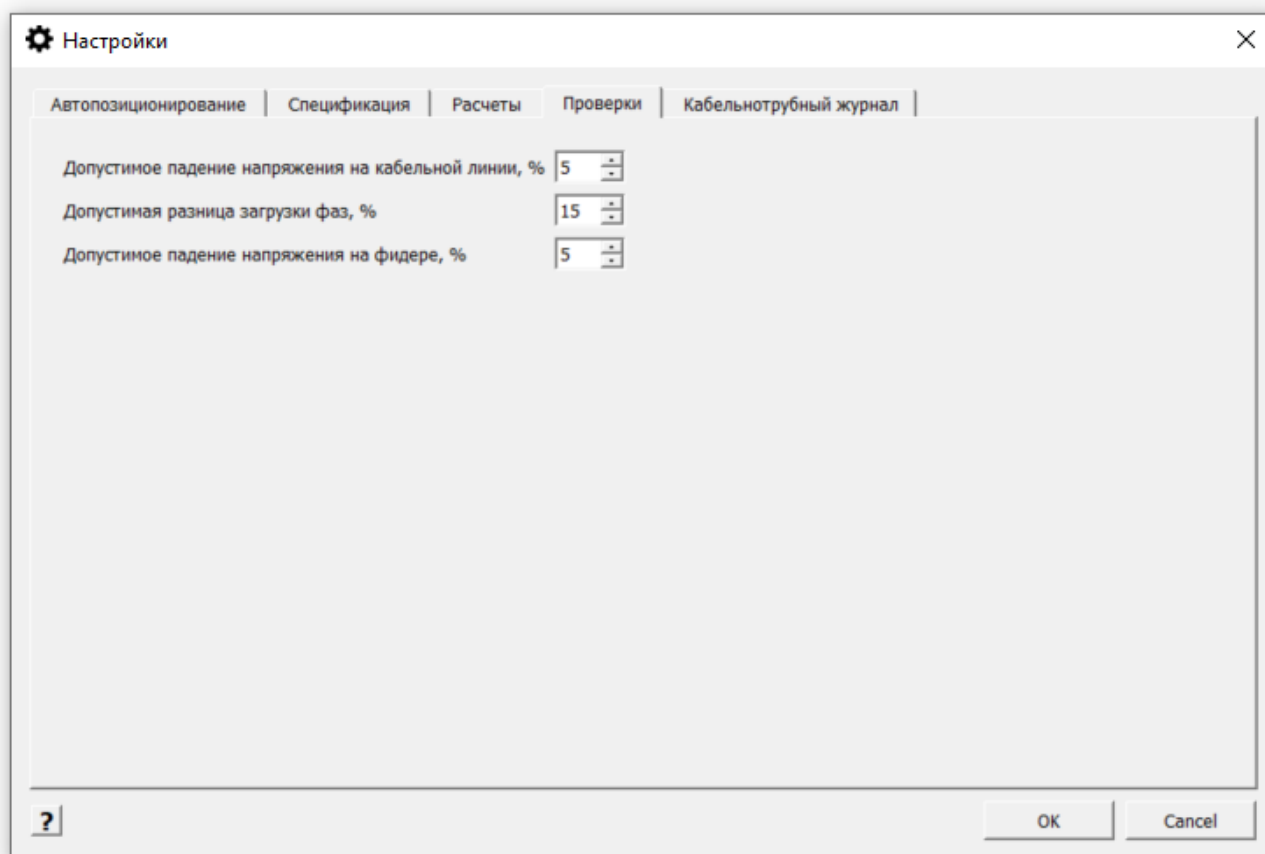 Настройки
Автопозиционирование Спецификация Расчеты Проверки Кабельнотрубный журнал
Допустимое падение напряжения на кабельной линии, % 5
Допустимая разница загрузки фаз, % 15
Допустимое падение напряжения на фидере, % 5
? OK Cancel